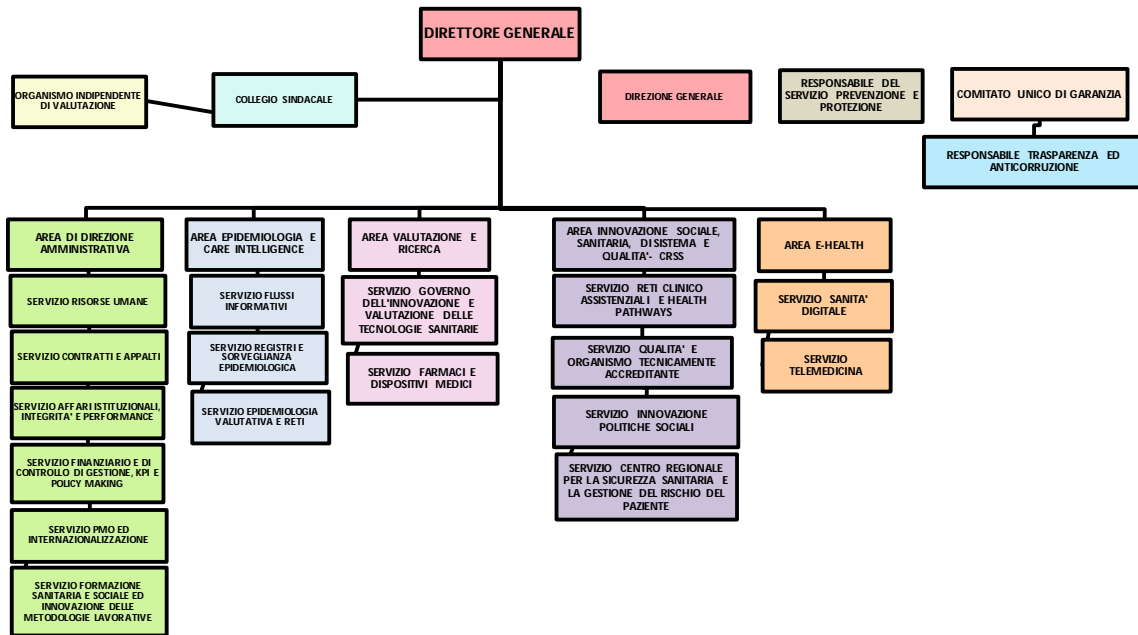 DIRETTORE GENERALE
ORGANISMO INDIPENDENTE
DI VALUTAZIONE
COLLEGIO SINDACALE
DIREZIONE GENERALE
RESPONSABILE DEL
SERVIZIO PREVENZIONE E
PROTEZIONE
COMITATO UNICO DI GARANZIA
RESPONSABILE TRASPARENZA ED
ANTICORRUZIONE
AREA DI DIREZIONE
AMMINISTRATIVA
SERVIZIO RISORSE UMANE
SERVIZIO CONTRATTI E APPALTI
SERVIZIO AFFARI ISTITUZIONALI,
INTEGRITA' E PERFORMANCE
SERVIZIO FINANZIARIO E DI
CONTROLLO DI GESTIONE, KPI E
POLICY MAKING
SERVIZIO PMO ED
INTERNAZIONALIZZAZIONE
SERVIZIO FORMAZIONE
SANITARIA E SOCIALE ED
INNOVAZIONE DELLE
METODOLOGIE LAVORATIVE
AREA EPIDEMIOLOGIA E
CARE INTELLIGENCE
SERVIZIO FLUSSI
INFORMATIVI
SERVIZIO REGISTRI E
SORVEGLIANZA
EPIDEMIOLOGICA
SERVIZIO EPIDEMIOLOGIA
VALUTATIVA E RETI
AREA VALUTAZIONE E
RICERCA
SERVIZIO GOVERNO
DELL'INNOVAZIONE E
VALUTAZIONE DELLE
TECNOLOGIE SANITARIE
SERVIZIO FARMACI E
DISPOSITIVI MEDICI
AREA INNOVAZIONE SOCIALE,
SANITARIA, DI SISTEMA E
QUALITA'- CRSS
SERVIZIO RETI CLINICO
ASSISTENZIALI E HEALTH
PATHWAYS
SERVIZIO QUALITA' E
ORGANISMO TECNICAMENTE
ACCREDITANTE
SERVIZIO INNOVAZIONE
POLITICHE SOCIALI
SERVIZIO CENTRO REGIONALE
PER LA SICUREZZA SANITARIA E
LA GESTIONE DEL RISCHIO DEL
PAZIENTE
AREA E-HEALTH
SERVIZIO SANITA'
DIGITALE
SERVIZIO
TELEMEDICINA